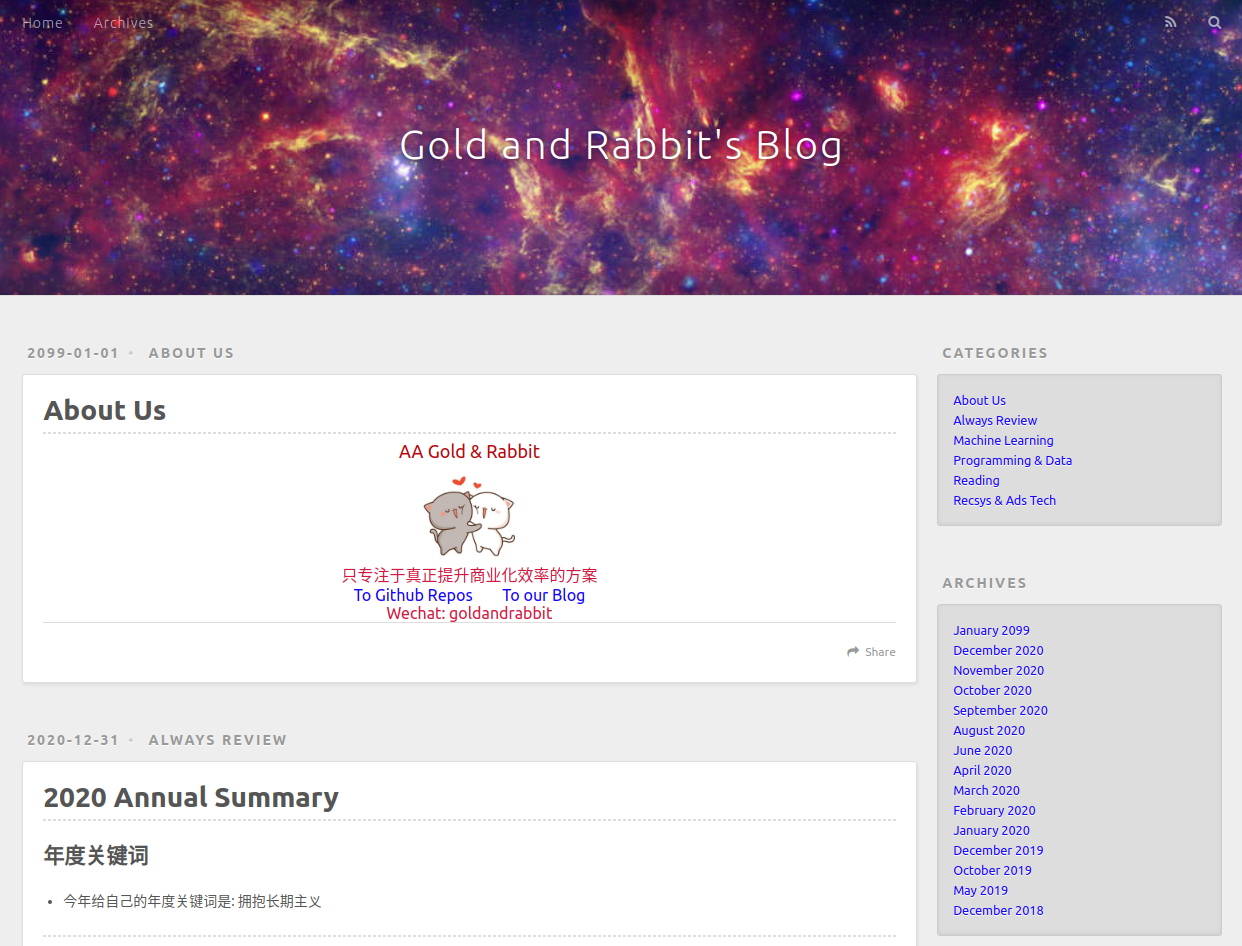 Home Archives
Gold and Rabbit's Blog
2099-01-01 • ABOUT US
About Us
AA Gold & Rabbit
只专注于真正提升商业化效率的方案
To Github Repos To our Blog
Wechat: goldandrabbit
Share
2020-12-31 • ALWAYS REVIEW
2020 Annual Summary
年度关键词
• 今年给自己的年度关键词是: 拥抱长期主义
CATEGORIES
About Us
Always Review
Machine Learning
Programming & Data
Reading
Recsys & Ads Tech
ARCHIVES
January 2099
December 2020
November 2020
October 2020
September 2020
August 2020
June 2020
April 2020
March 2020
February 2020
January 2020
December 2019
October 2019
May 2019
December 2018